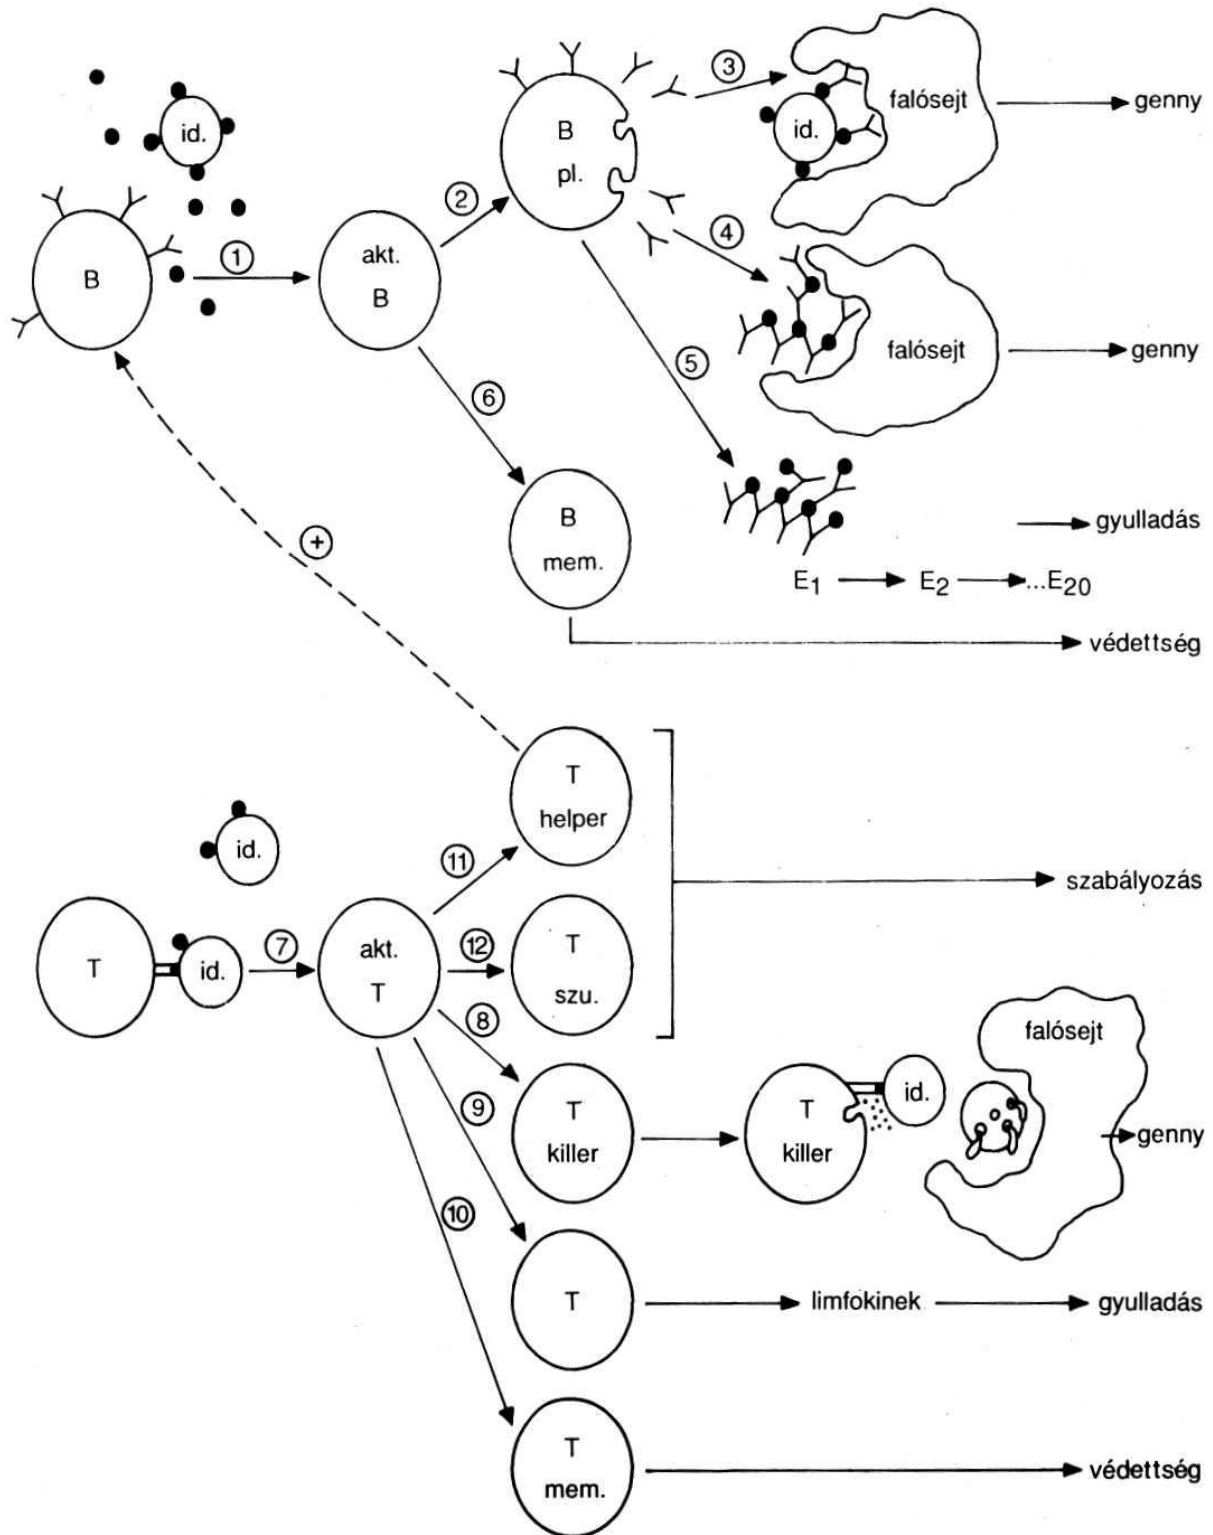 id.
B
1
akt.
B
2
B
pl.
3
id.
falósejt
genny
4
falósejt
genny
5
6
B
mem.
gyulladás
E1
E2
...E20
védettség
+
T
helper
id.
11
szabályozás
T
id.
7
akt.
T
12
T
szu.
8
9
10
T
killer
T
killer
id.
falósejt
genny
T
limfokinek
gyulladás
T
mem.
védettség